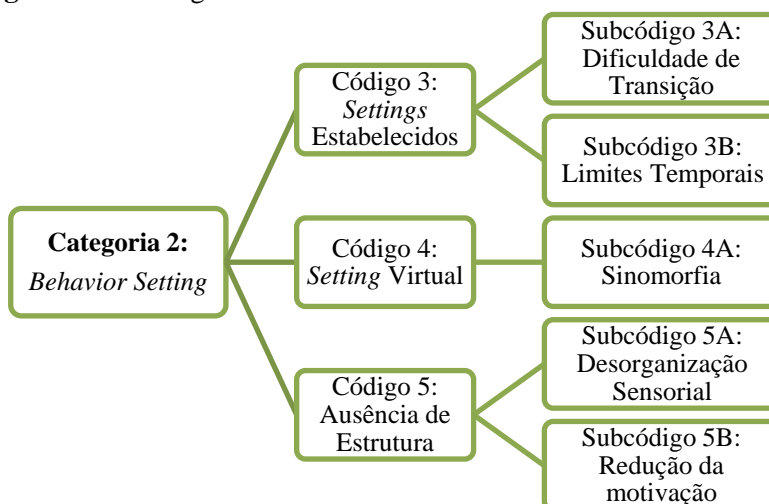 Subcódigo 3A:
Dificuldade de
Transição
Código 3:
Settings
Estabelecidos
Subcódigo 3B:
Limites Temporais
Categoria 2:
Behavior Setting
Código 4:
Setting Virtual
Subcódigo 4A:
Sinomorfia
Código 5:
Ausência de
Estrutura
Subcódigo 5A:
Desorganização
Sensorial
Subcódigo 5B:
Redução da
motivação